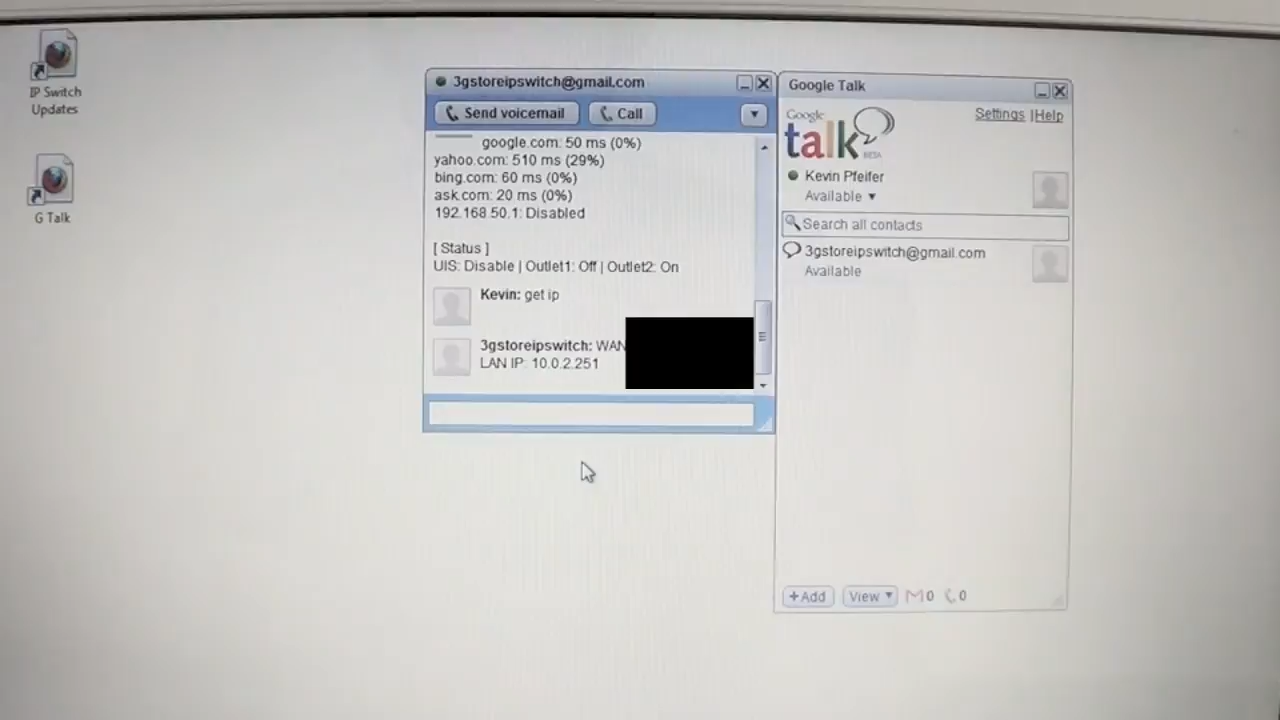 IP Switch
Updates
G Talk
3gstoreipswitch@gmail.com
Send voicemail
Call
google.com: 50 ms (0%)
yahoo.com: 510 ms (29%)
bing.com: 60 ms (0%)
ask.com: 20 ms (0%)
192.168.50.1: Disabled
[ Status ]
UIS: Disable | Outlet1: Off | Outlet2: On
Kevin: get ip
3gstoreipswitch: WAN
LAN IP: 10.0.2.251
Google Talk
Settings | Help
Google
talk
BETA
Kevin Pfeifer
Available
Search all contacts
3gstoreipswitch@gmail.com
Available
+Add
View
0
0